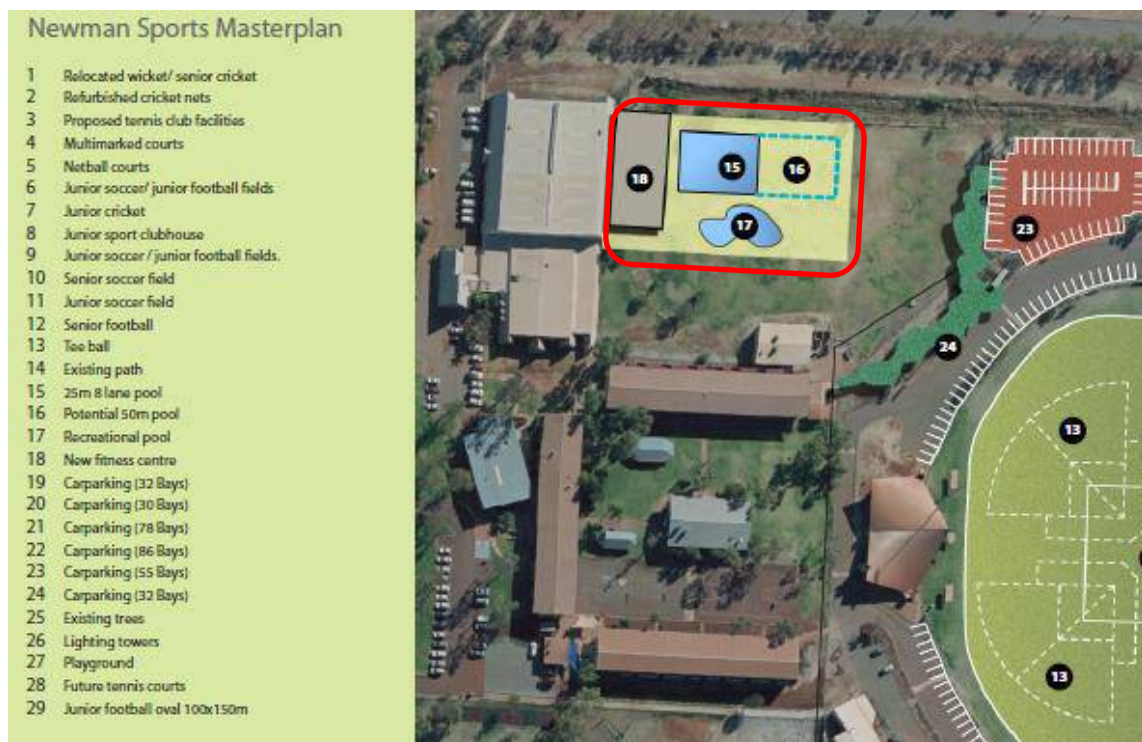 Newman Sports Masterplan
1 Relocated wicket/ senior cricket
2 Refurbished cricket nets
3 Proposed tennis club facilities
4 Multimarked courts
5 Netball courts
6 Junior soccer/ junior football fields
7 Junior cricket
8 Junior sport clubhouse
9 Junior soccer / junior football fields.
10 Senior soccer field
11 Junior soccer field
12 Senior football
13 Tee ball
14 Existing path
15 25m 8 lane pool
16 Potential 50m pool
17 Recreational pool
18 New fitness centre
19 Carparking (32 Bays)
20 Carparking (30 Bays)
21 Carparking (78 Bays)
22 Carparking (86 Bays)
23 Carparking (55 Bays)
24 Carparking (32 Bays)
25 Existing trees
26 Lighting towers
27 Playground
28 Future tennis courts
29 Junior football oval 100x150m
15
16
18
17
23
24
13
13